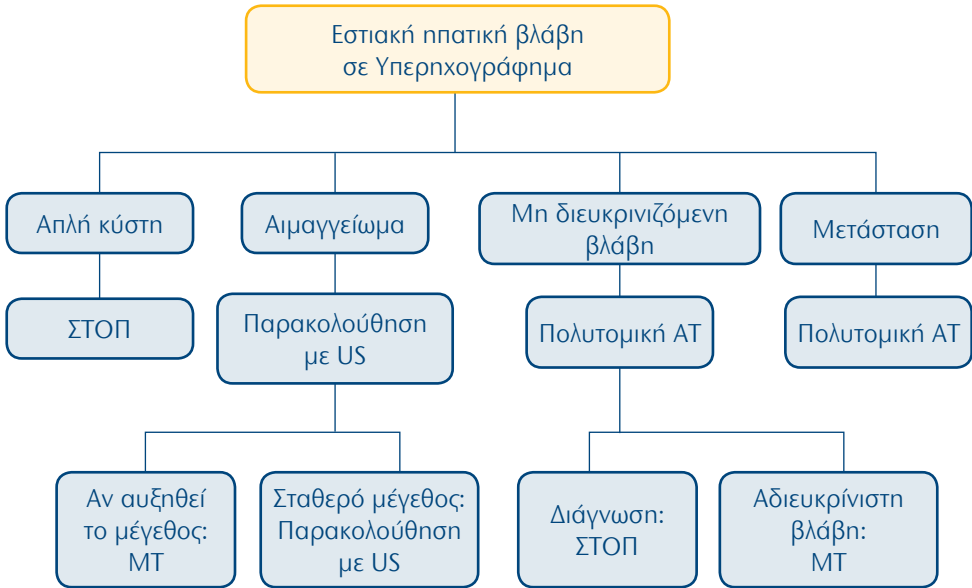 Εστιακή ηπατική βλάβη
σε Υπερηχογράφημα
Απλή κύστη
Αιμαγγείωμα
Μη διευκρινιζόμενη
βλάβη
Μετάσταση
ΣΤΟΠ
Παρακολούθηση
με US
Πολυτομική ΑΤ
Πολυτομική ΑΤ
Αν αυξηθεί
το μέγεθος:
ΜΤ
Σταθερό μέγεθος:
Παρακολούθηση
με US
Διάγνωση:
ΣΤΟΠ
Αδιευκρίνιστη
βλάβη:
ΜΤ